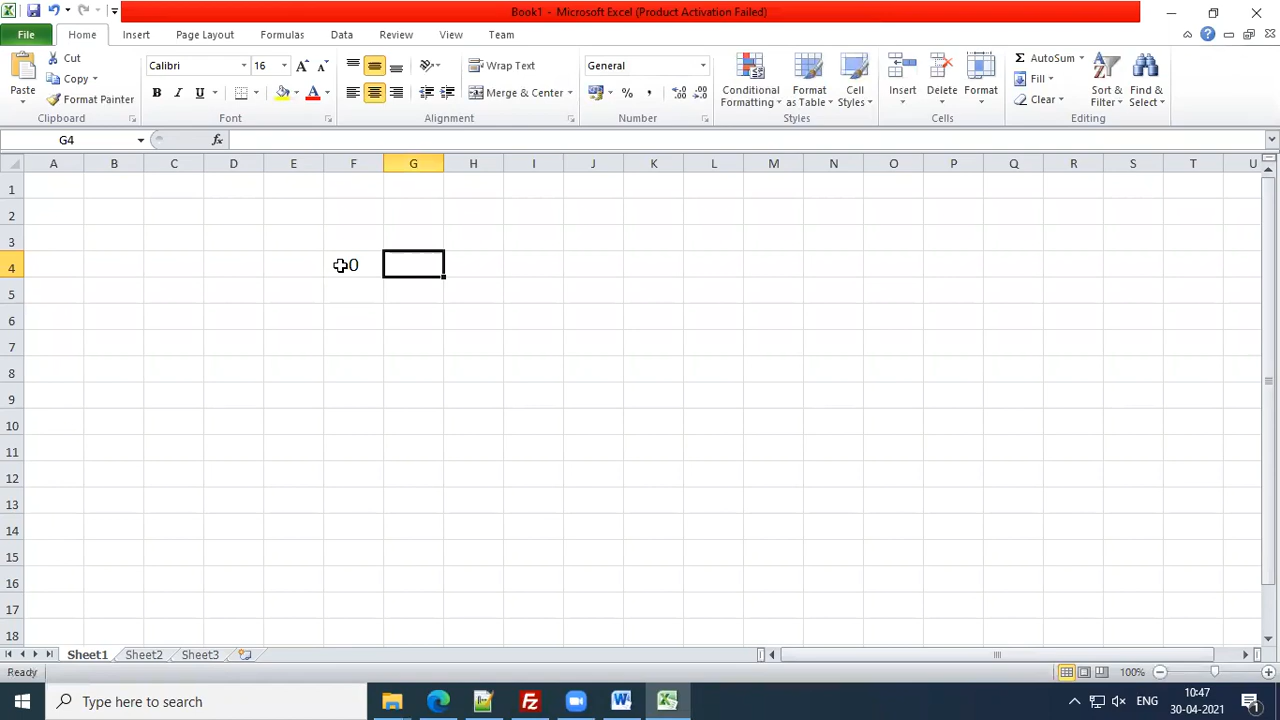 Book1 - Microsoft Excel (Product Activation Failed)
File Home Insert Page Layout Formulas Data Review View Team
Paste
Cut
Copy
Format Painter
Clipboard
Calibri 16
B I U A
Font
Wrap Text
Merge & Center
Alignment
General
% ,
Number
Conditional Formatting
Format as Table
Cell Styles
Styles
Insert Delete Format
Cells
Σ AutoSum
Fill
Clear
Sort & Filter
Find & Select
Editing
G4 fx
A B C D E F G H I J K L M N O P Q R S T U
1
2
3
4 0
5
6
7
8
9
10
11
12
13
14
15
16
17
18
Sheet1 Sheet2 Sheet3
Ready 100%
Type here to search
ENG
10:47
30-04-2021
1